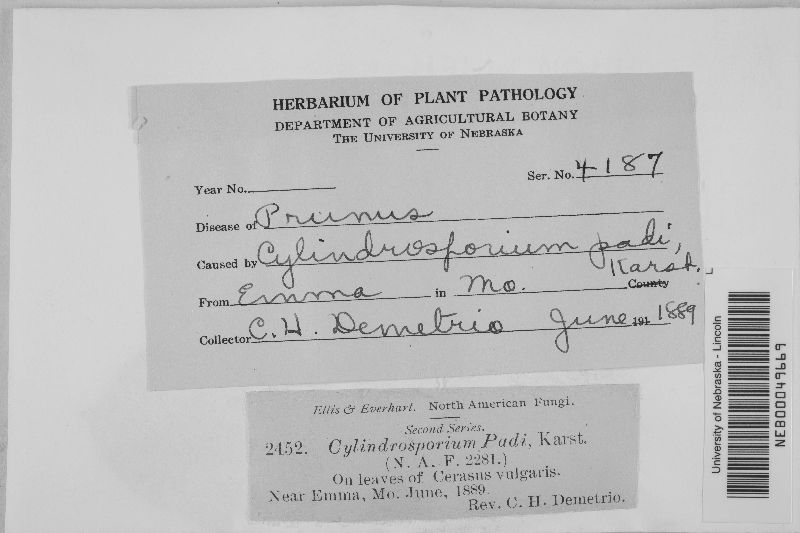 HERBARIUM OF PLANT PATHOLOGY
DEPARTMENT OF AGRICULTURAL BOTANY
THE UNIVERSITY OF NEBRASKA
Year No. Ser. No. 4187
Disease of Prunus
Caused by Cylindrosporium padi,
Karst.
From Emma in Mo. County
Collector C. H. Demetrio June 191 1889
Ellis & Everhart. North American Fungi.
Second Series.
2452. Cylindrosporium Padi, Karst.
(N. A. F. 2281.)
On leaves of Cerasus vulgaris.
Near Emma, Mo. June, 1889.
Rev. C. H. Demetrio.
University of Nebraska - Lincoln
NEB00049669